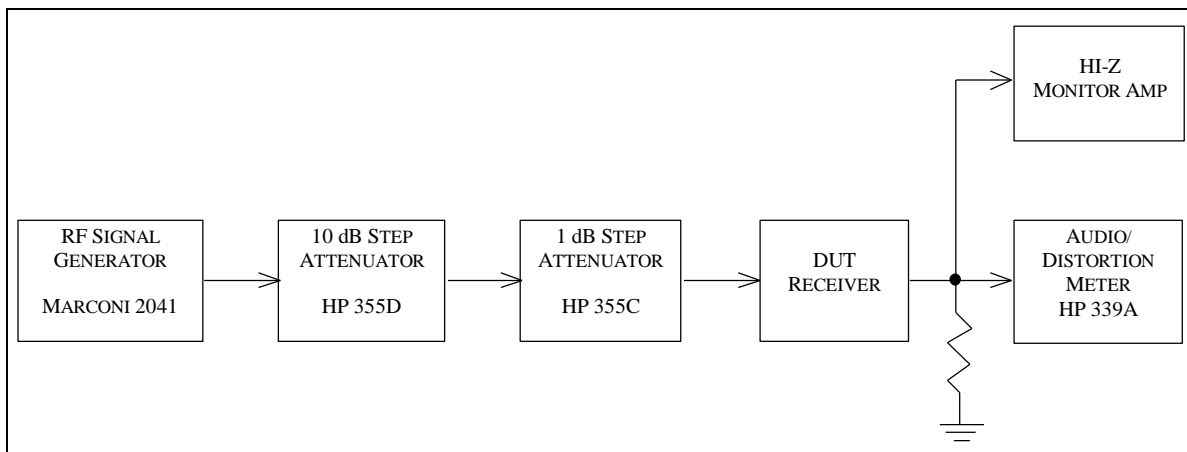 HI-Z
MONITOR AMP
RF SIGNAL
GENERATOR
MARCONI 2041
10 dB STEP
ATTENUATOR
HP 355D
1 dB STEP
ATTENUATOR
HP 355C
DUT
RECEIVER
AUDIO/
DISTORTION
METER
HP 339A